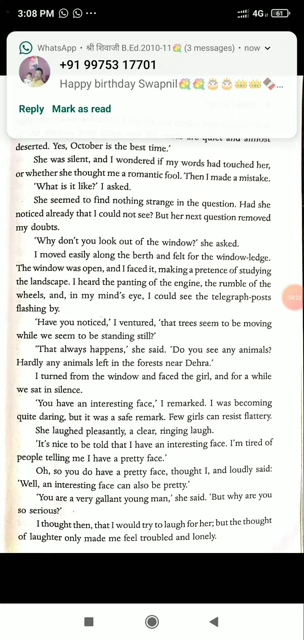 3:08 PM
4G 61
WhatsApp • श्री शिवाजी B.Ed.2010-11 (3 messages) • now
+91 99753 17701
Happy birthday Swapnil
Reply Mark as read
are quiet and almost
deserted. Yes, October is the best time.'
She was silent, and I wondered if my words had touched her,
or whether she thought me a romantic fool. Then I made a mistake.
'What is it like?' I asked.
She seemed to find nothing strange in the question. Had she
noticed already that I could not see? But her next question removed
my doubts.
'Why don't you look out of the window?' she asked.
I moved easily along the berth and felt for the window-ledge.
The window was open, and I faced it, making a pretence of studying
the landscape. I heard the panting of the engine, the rumble of the
wheels, and, in my mind's eye, I could see the telegraph-posts
flashing by.
'Have you noticed,' I ventured, 'that trees seem to be moving
while we seem to be standing still?'
'That always happens,' she said. 'Do you see any animals?
Hardly any animals left in the forests near Dehra.'
I turned from the window and faced the girl, and for a while
we sat in silence.
'You have an interesting face,' I remarked. I was becoming
quite daring, but it was a safe remark. Few girls can resist flattery.
She laughed pleasantly, a clear, ringing laugh.
'It's nice to be told that I have an interesting face. I'm tired of
people telling me I have a pretty face.'
Oh, so you do have a pretty face, thought I, and loudly said:
'Well, an interesting face can also be pretty.'
'You are a very gallant young man,' she said. 'But why are you
so serious?'
I thought then, that I would try to laugh for her; but the thought
of laughter only made me feel troubled and lonely.